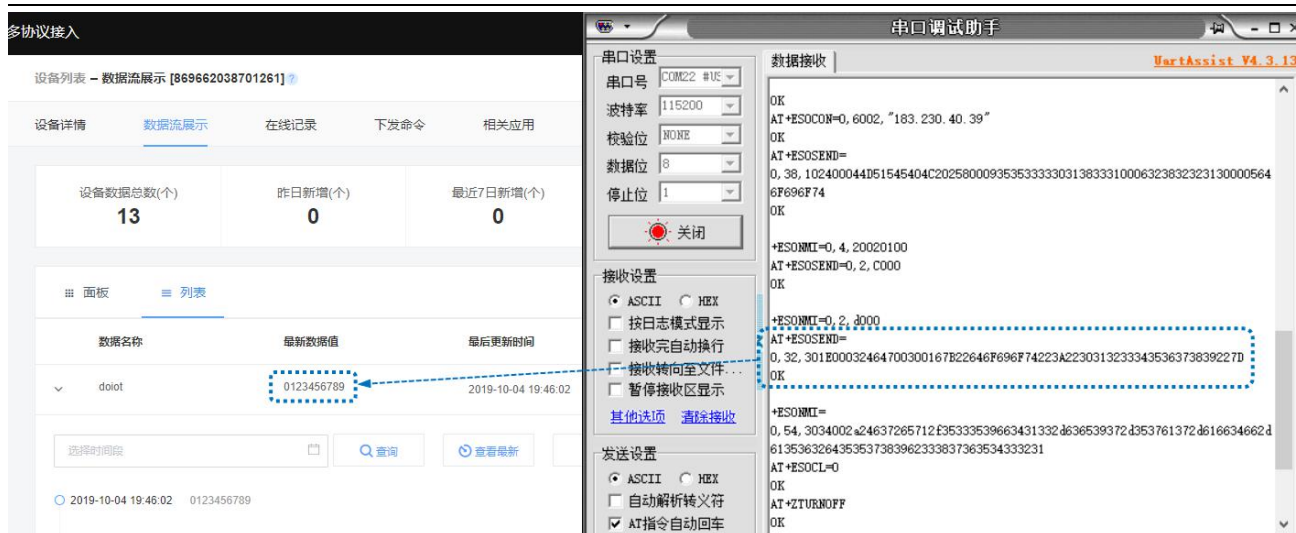 多协议接入
设备列表 – 数据流展示 [869662038701261] ?
设备详情 数据流展示 在线记录 下发命令 相关应用
设备数据总数(个) 昨日新增(个) 最近7日新增(个)
13 0 0
面板 列表
数据名称 最新数据值 最后更新时间
doiot 0123456789 2019-10-04 19:46:02
选择时间段 查询 查看最新
2019-10-04 19:46:02 0123456789
串口调试助手
串口设置
串口号 COM22 #US
波特率 115200
校验位 NONE
数据位 8
停止位 1
关闭
接收设置
ASCII HEX
按日志模式显示
接收完自动换行
接收转向至文件...
暂停接收区显示
其他选项 清除接收
发送设置
ASCII HEX
自动解析转义符
AT指令自动回车
数据接收 UartAssist V4.3.13
OK
AT+ESOCON=0,6002,"183.230.40.39"
OK
AT+ESOSEND=
0,38,102400044D51545404C20258000935353333330313833310006323832323130000564
6F696F74
OK
+ESONMI=0,4,20020100
AT+ESOSEND=0,2,C000
OK
+ESONMI=0,2,d000
AT+ESOSEND=
0,32,301E00032464700300167B22646F696F74223A2230313233343536373839227D
OK
+ESONMI=
0,54,3034002a24637265712f35333539663431332d636539372d353761372d616634662d
613536326435353738396233383736353433 3231
AT+ESOCL=0
OK
AT+ZTURNOFF
OK